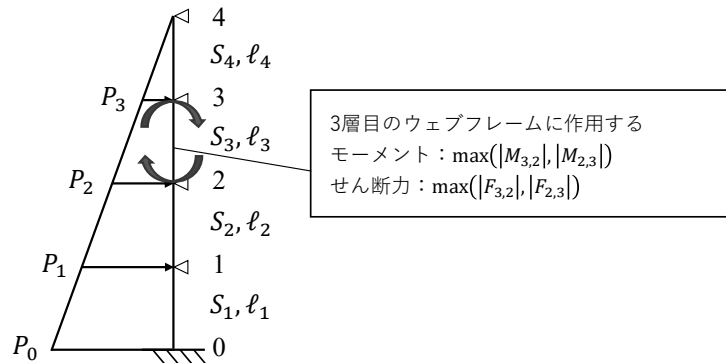 4
S₄, ℓ₄
P₃
3
S₃, ℓ₃
P₂
2
S₂, ℓ₂
P₁
1
S₁, ℓ₁
P₀
0
3層目のウェブフレームに作用する
モーメント：max(|M₃,₂|, |M₂,₃|)
せん断力：max(|F₃,₂|, |F₂,₃|)